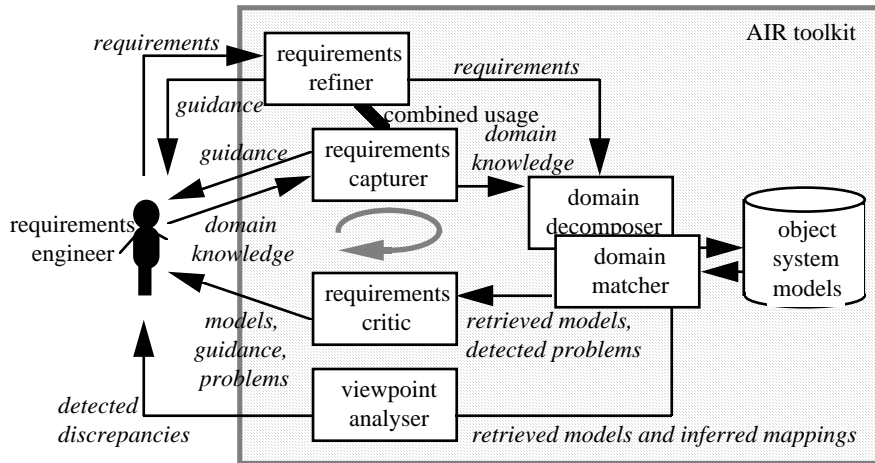 AIR toolkit
requirements
requirements
refiner
requirements
guidance
combined usage
guidance
requirements
capturer
domain
knowledge
requirements
engineer
domain
knowledge
domain
decomposer
domain
matcher
object
system
models
requirements
critic
models,
guidance,
problems
retrieved models,
detected problems
viewpoint
analyser
detected
discrepancies
retrieved models and inferred mappings